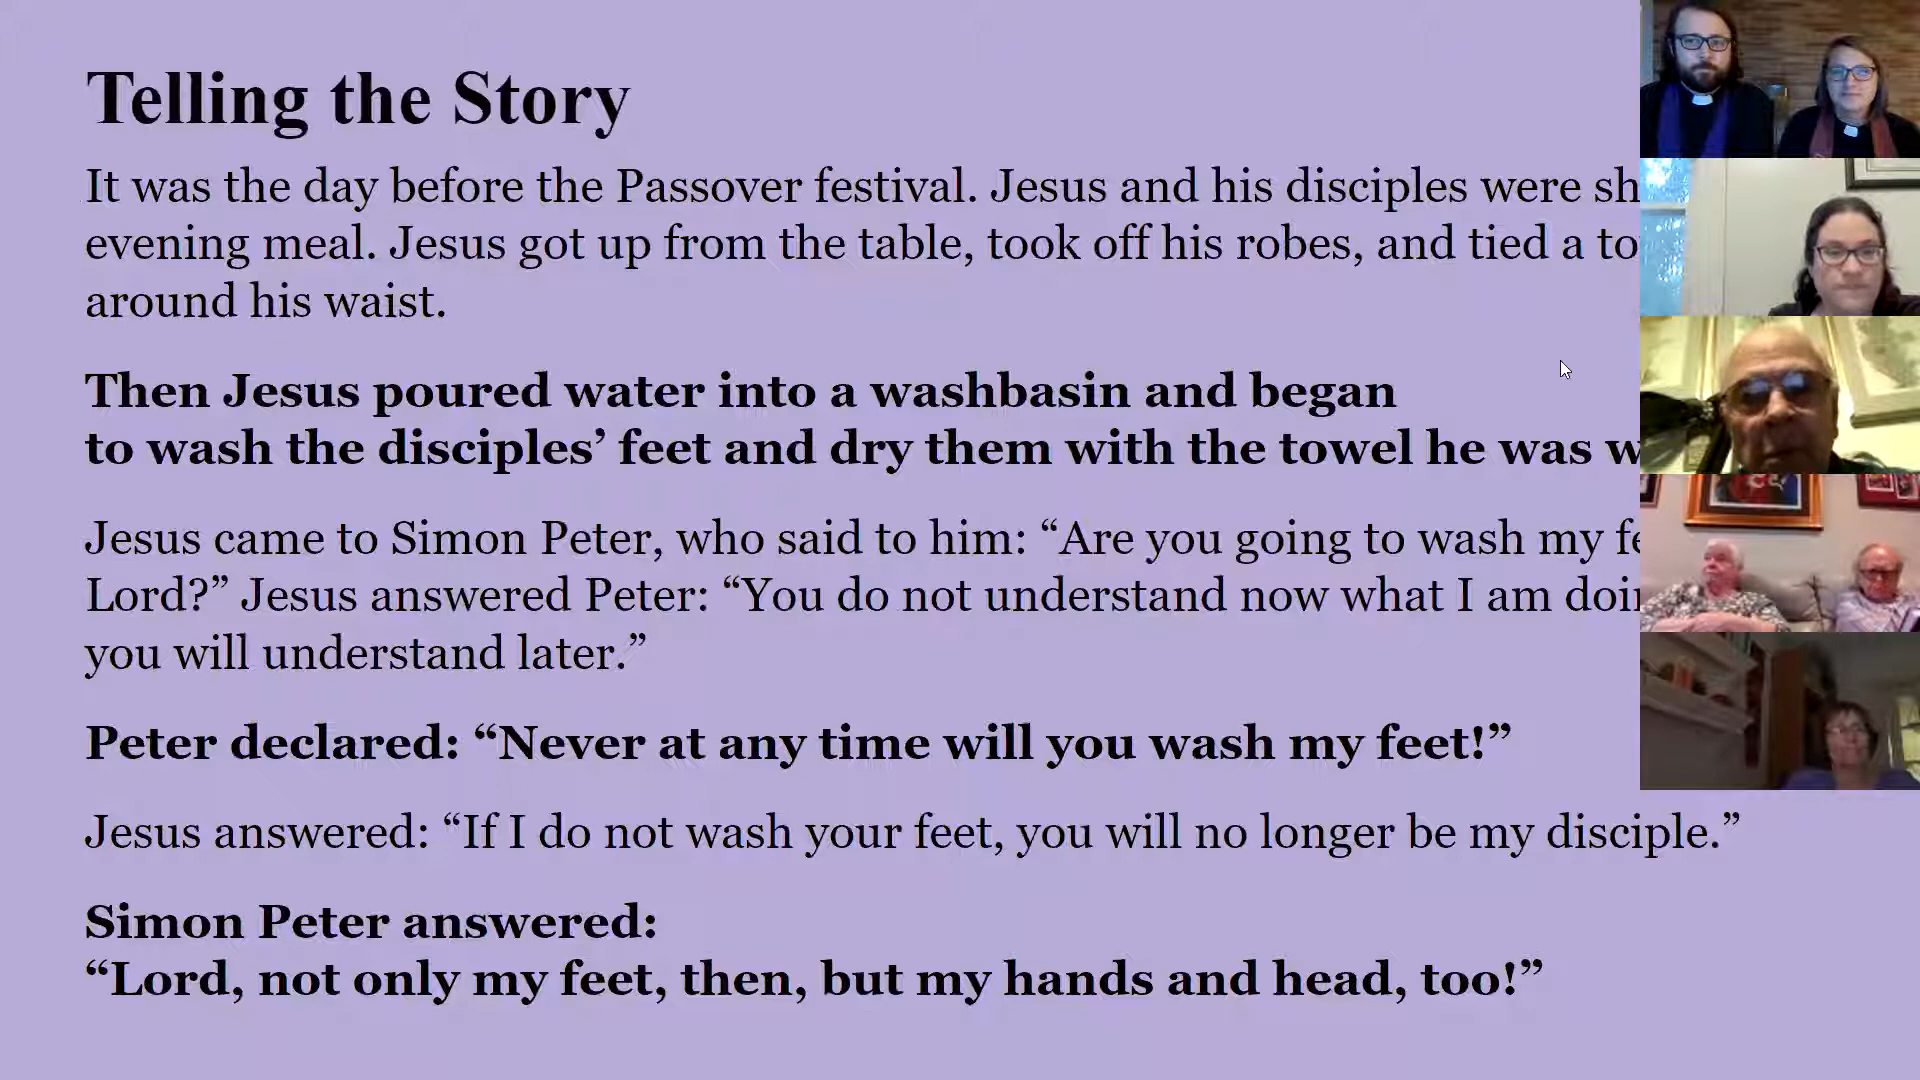 Telling the Story
It was the day before the Passover festival. Jesus and his disciples were
evening meal. Jesus got up from the table, took off his robes, and tied a
around his waist.
Then Jesus poured water into a washbasin and began
to wash the disciples’ feet and dry them with the towel he was
Jesus came to Simon Peter, who said to him: “Are you going to wash my
Lord?” Jesus answered Peter: “You do not understand now what I am
you will understand later.”
Peter declared: “Never at any time will you wash my feet!”
Jesus answered: “If I do not wash your feet, you will no longer be my disciple.”
Simon Peter answered:
“Lord, not only my feet, then, but my hands and head, too!”